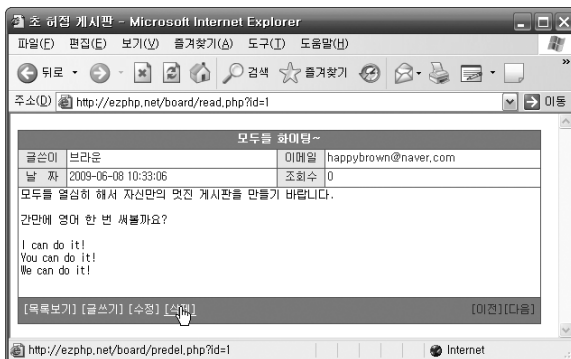 초 허접 게시판 - Microsoft Internet Explorer
파일(F) 편집(E) 보기(V) 즐겨찾기(A) 도구(T) 도움말(H)
뒤로 검색 즐겨찾기 »
주소(D) http://ezphp.net/board/read.php?id=1 이동
모두들 화이팅~
글쓴이 브라운 이메일 happybrown@naver.com
날 짜 2009-06-08 10:33:06 조회수 0
모두들 열심히 해서 자신만의 멋진 게시판을 만들기 바랍니다.
간만에 영어 한 번 써볼까요?
I can do it!
You can do it!
We can do it!
[목록보기] [글쓰기] [수정] [삭제] [이전][다음]
http://ezphp.net/board/predel.php?id=1 Internet